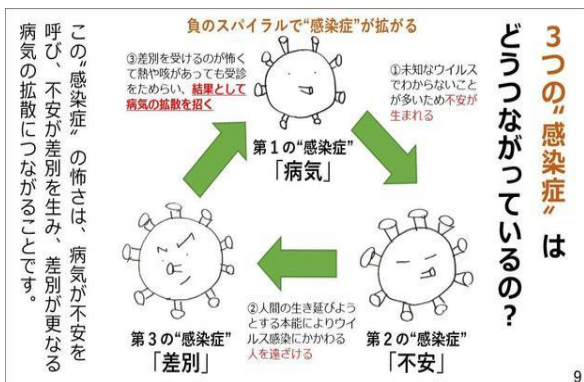 3つの〝感染症〟は
どうつながっているの？
負のスパイラルで“感染症”が拡がる
①未知なウイルス
でわからないこと
が多いため不安が
生まれる
第1の“感染症”
「病気」
②人間の生き延びよう
とする本能によりウイ
ルス感染にかかわる
人を遠ざける
第2の“感染症”
「不安」
③差別を受けるのが怖く
て熱や咳があっても受診
をためらい、結果として
病気の拡散を招く
第3の“感染症”
「差別」
この〝感染症〟の怖さは、病気が不安を
呼び、不安が差別を生み、差別が更なる
病気の拡散につながることです。
9